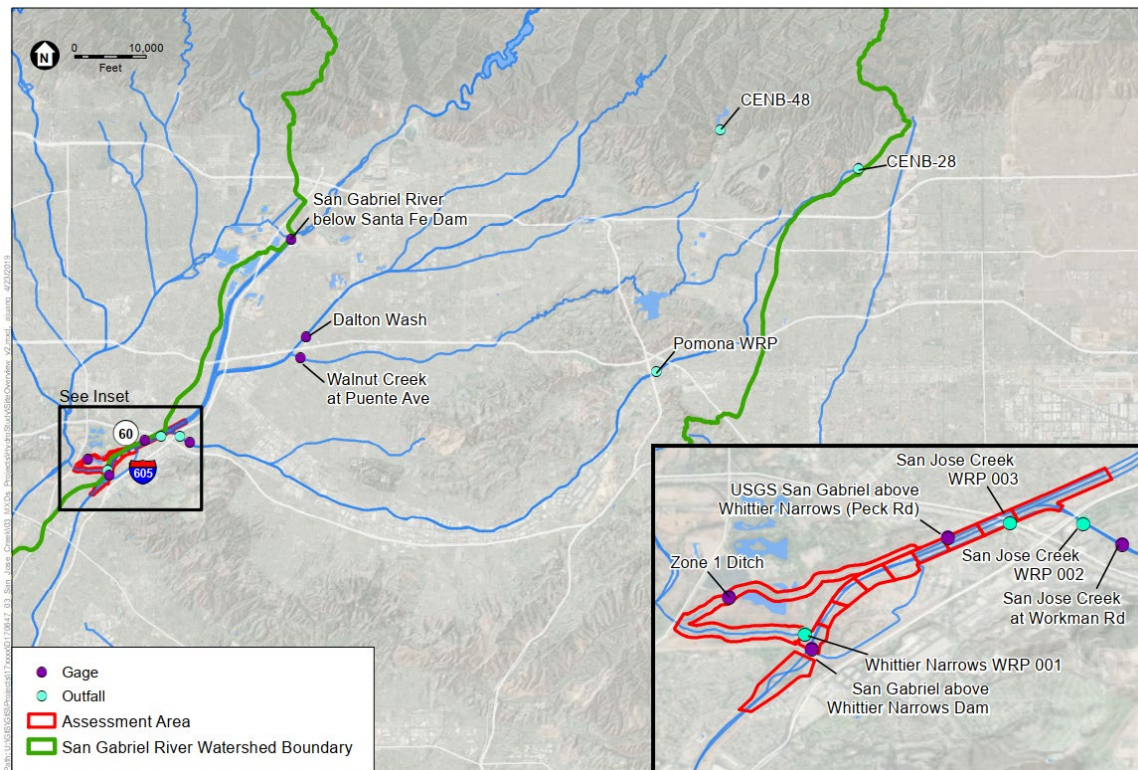 N
0 10,000
Feet
CENB-48
CENB-28
San Gabriel River
below Santa Fe Dam
Dalton Wash
Walnut Creek
at Puente Ave
Pomona WRP
See Inset
60
605
San Jose Creek
WRP 003
USGS San Gabriel above
Whittier Narrows (Peck Rd)
Zone 1 Ditch
San Jose Creek
WRP 002
San Jose Creek
at Workman Rd
Whittier Narrows WRP 001
San Gabriel above
Whittier Narrows Dam
Gage
Outfall
Assessment Area
San Gabriel River Watershed Boundary